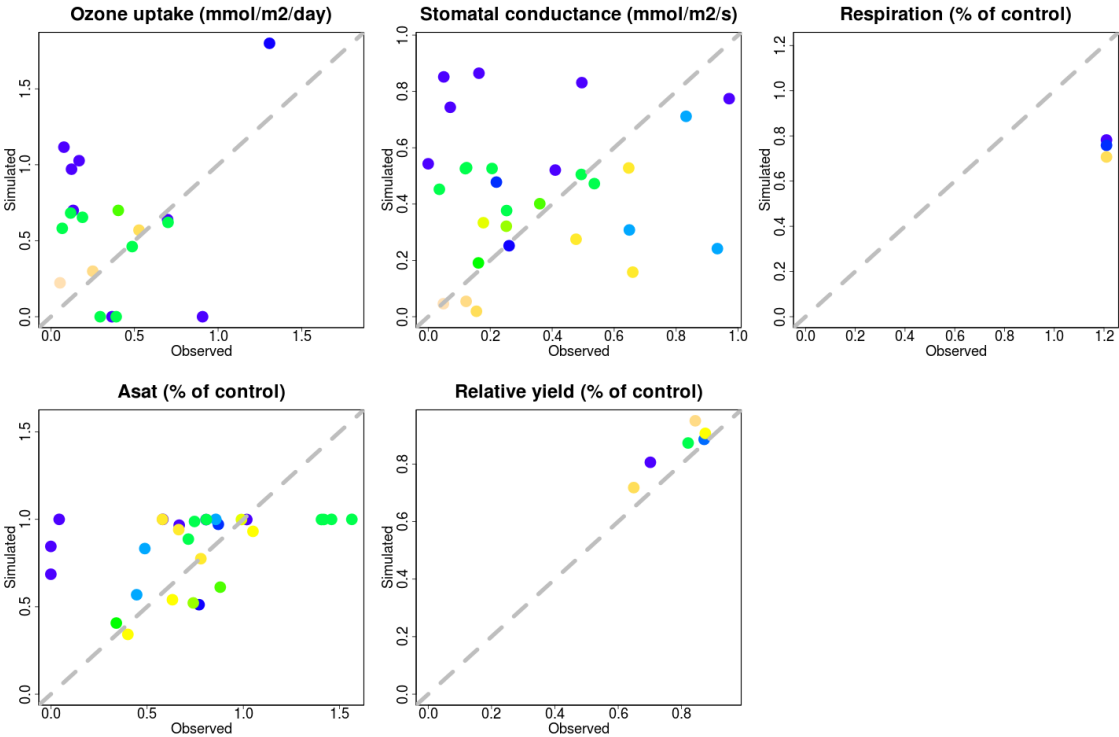 Ozone uptake (mmol/m2/day)
Simulated
0.0 0.5 1.0 1.5
0.0 0.5 1.0 1.5
Observed
Stomatal conductance (mmol/m2/s)
Simulated
0.0 0.2 0.4 0.6 0.8 1.0
0.0 0.2 0.4 0.6 0.8 1.0
Observed
Respiration (% of control)
Simulated
0.0 0.2 0.4 0.6 0.8 1.0 1.2
0.0 0.2 0.4 0.6 0.8 1.0 1.2
Observed
Asat (% of control)
Simulated
0.0 0.5 1.0 1.5
0.0 0.5 1.0 1.5
Observed
Relative yield (% of control)
Simulated
0.0 0.2 0.4 0.6 0.8
0.0 0.2 0.4 0.6 0.8
Observed